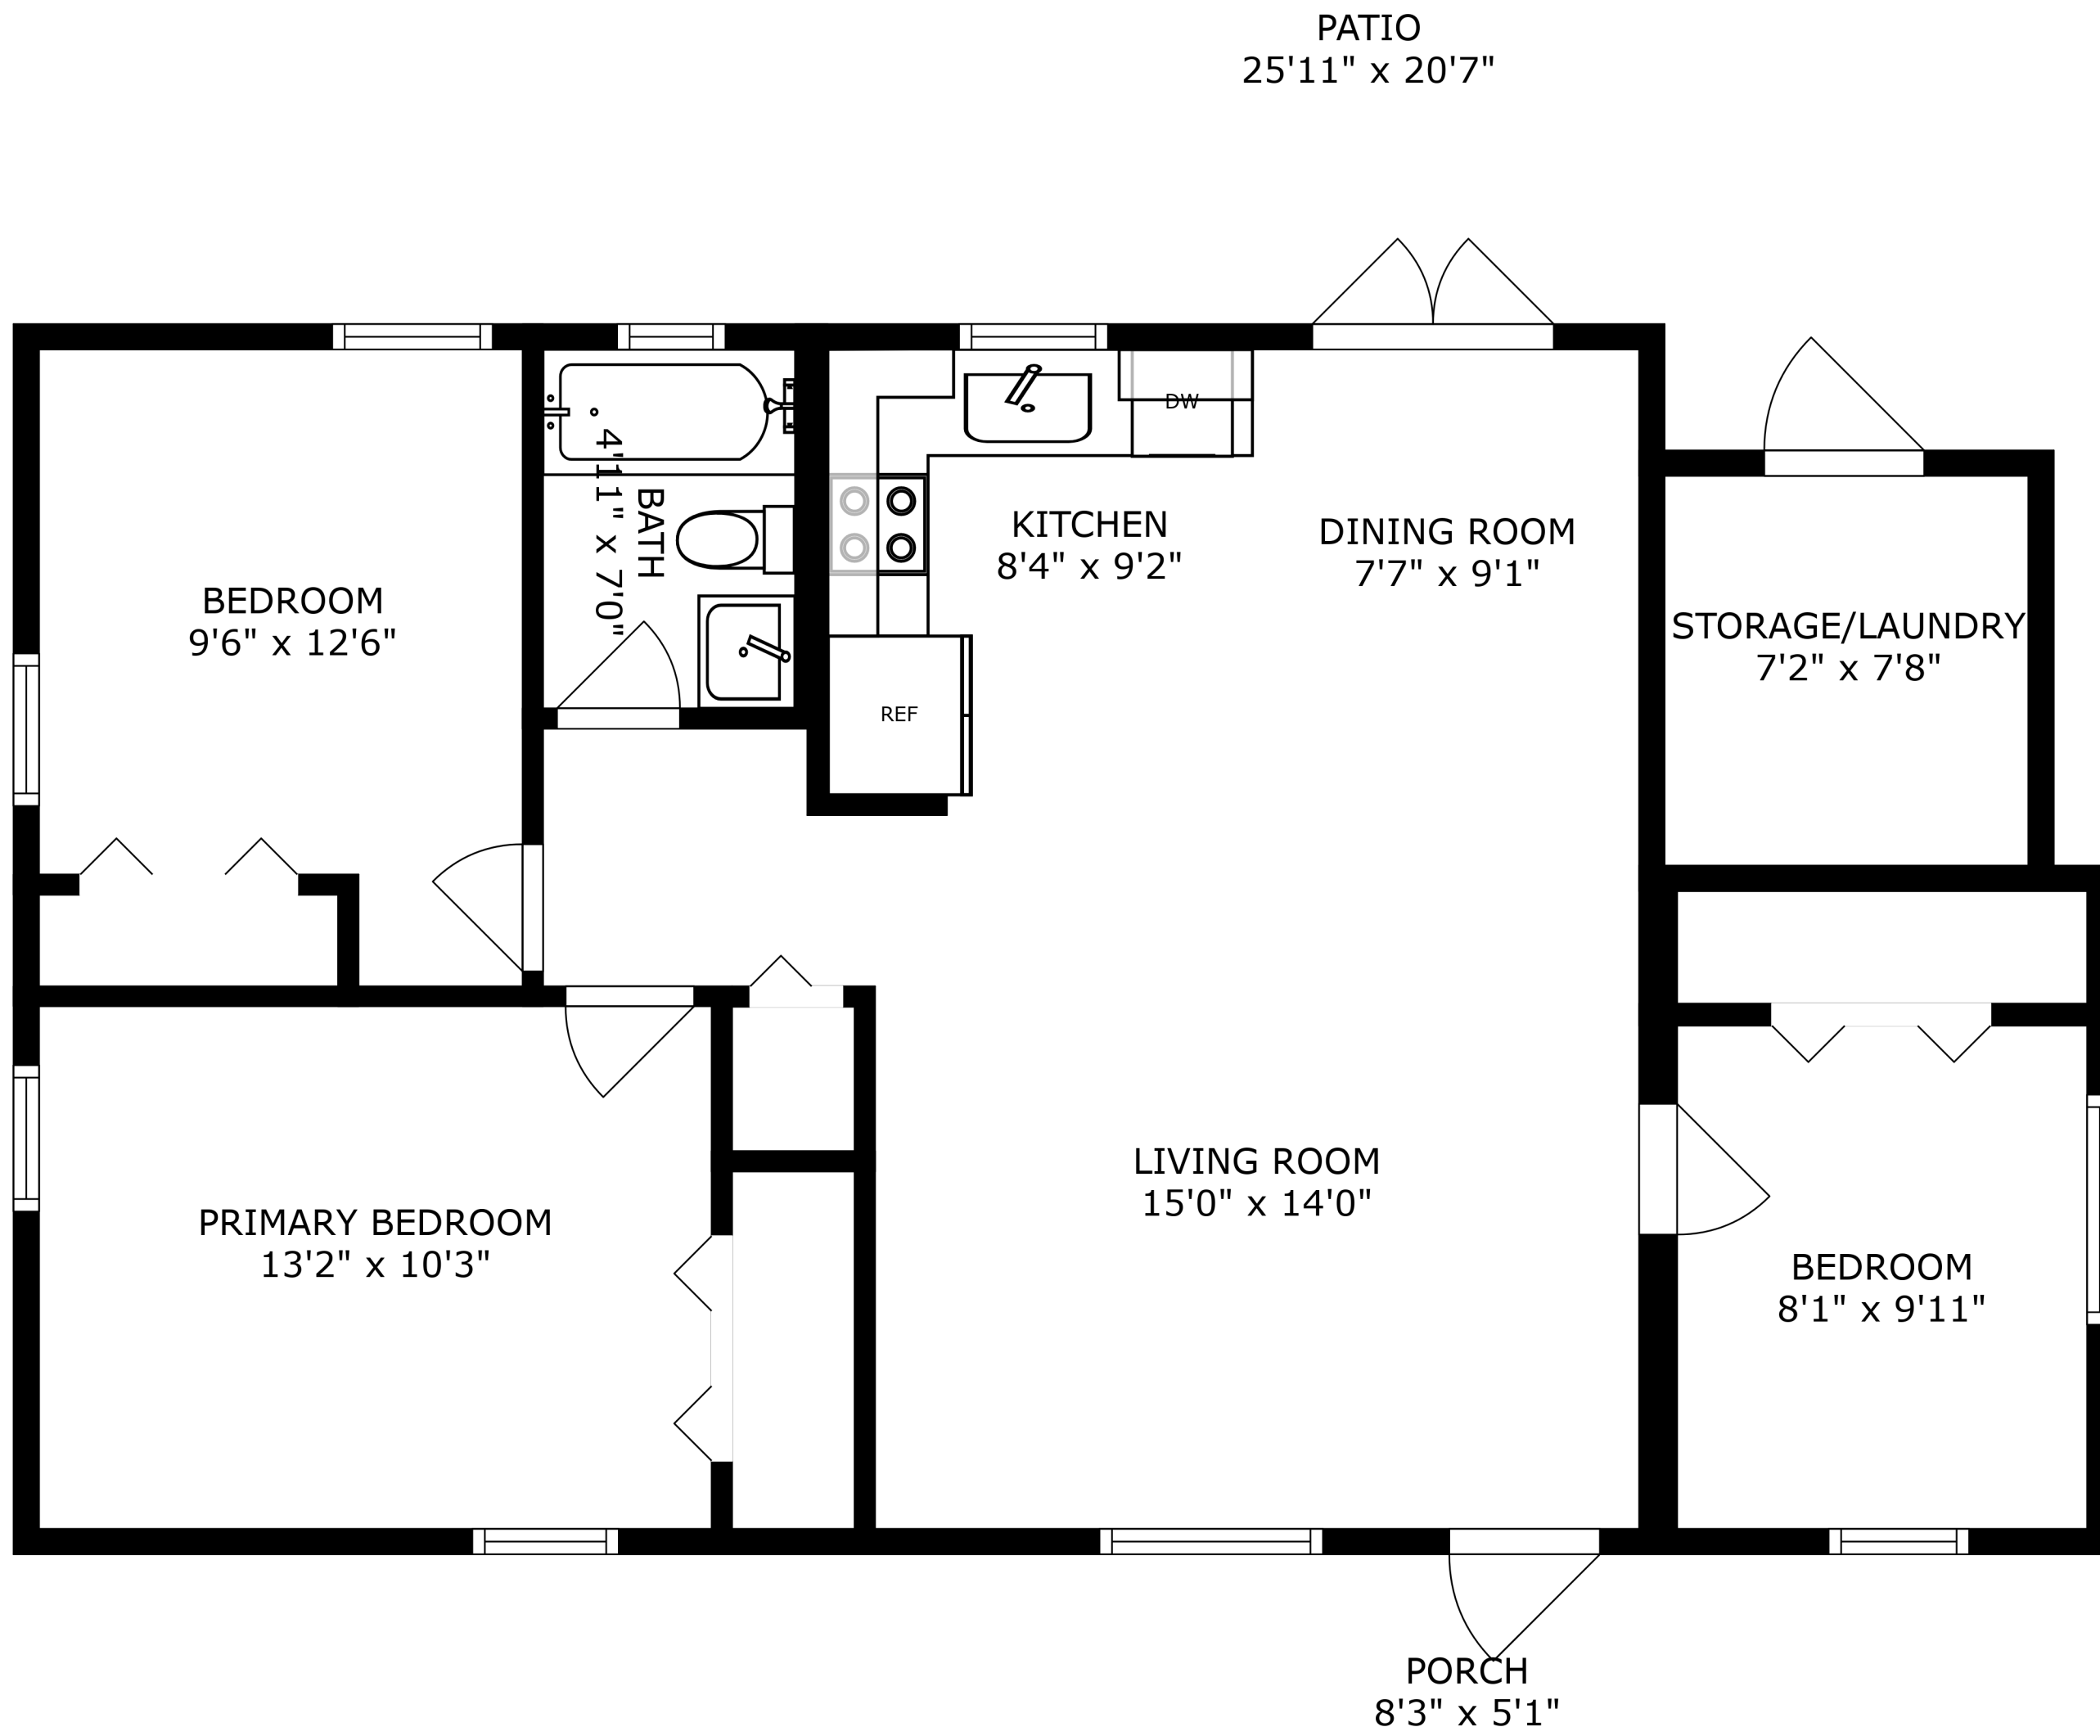 PATIO
25'11" x 20'7"
DW
KITCHEN
8'4" x 9'2"
DINING ROOM
7'7" x 9'1"
BATH
4'11" x 7'0"
BEDROOM
9'6" x 12'6"
STORAGE/LAUNDRY
7'2" x 7'8"
REF
LIVING ROOM
15'0" x 14'0"
PRIMARY BEDROOM
13'2" x 10'3"
BEDROOM
8'1" x 9'11"
PORCH
8'3" x 5'1"